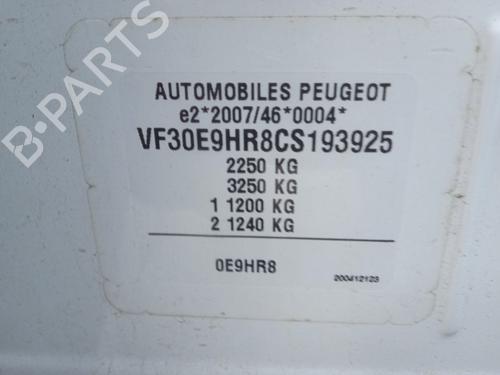 B-PARTS
AUTOMOBILES PEUGEOT
e2*2007/46*0004*
VF30E9HR8CS193925
2250 KG
3250 KG
1 1200 KG
2 1240 KG
0E9HR8
200412123